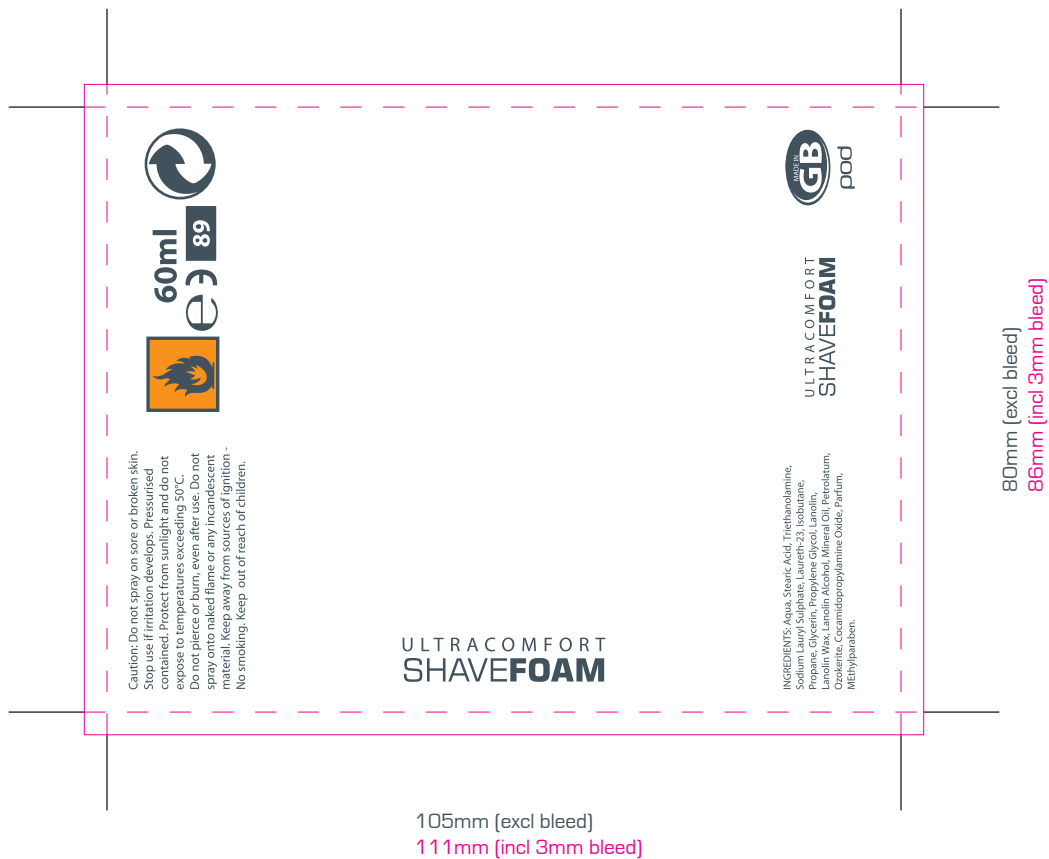 Caution: Do not spray on sore or broken skin.
Stop use if irritation develops. Pressurised
contained. Protect from sunlight and do not
expose to temperatures exceeding 50°C.
Do not pierce or burn, even after use. Do not
spray onto naked flame or any incandescent
material. Keep away from sources of ignition -
No smoking. Keep out of reach of children.
60ml
e
89
ULTRACOMFORT
SHAVEFOAM
INGREDIENTS: Aqua, Stearic Acid, Triethanolamine,
Sodium Lauryl Sulphate, Laureth-23, Isobutane,
Propane, Glycerin, Propylene Glycol, Lanolin,
Lanolin Wax, Lanolin Alcohol, Mineral Oil, Petrolatum,
Ozokerite, Cocamidopropylamine Oxide, Parfum,
MEthylparaben.
ULTRACOMFORT
SHAVEFOAM
MADE IN
GB
pod
80mm (excl bleed)
86mm (incl 3mm bleed)
105mm (excl bleed)
111mm (incl 3mm bleed)